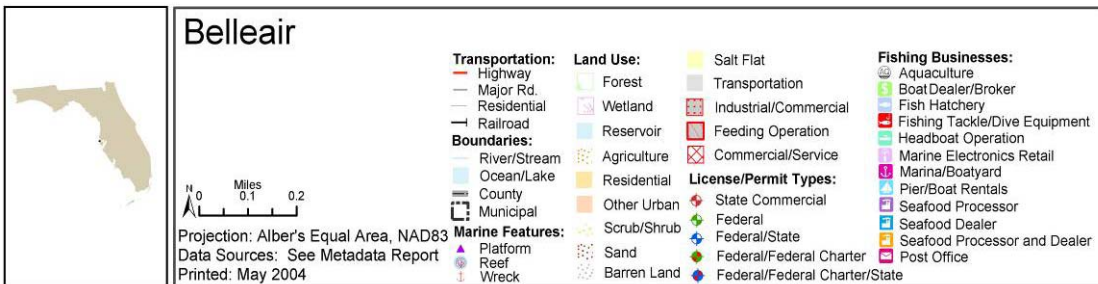 Belleair
N
Miles
0 0.1 0.2
Projection: Alber's Equal Area, NAD83
Data Sources: See Metadata Report
Printed: May 2004
Transportation:
Highway
Major Rd.
Residential
Railroad
Boundaries:
River/Stream
Ocean/Lake
County
Municipal
Marine Features:
Platform
Reef
Wreck
Land Use:
Forest
Wetland
Reservoir
Agriculture
Residential
Other Urban
Scrub/Shrub
Sand
Barren Land
Salt Flat
Transportation
Industrial/Commercial
Feeding Operation
Commercial/Service
License/Permit Types:
State Commercial
Federal
Federal/State
Federal/Federal Charter
Federal/Federal Charter/State
Fishing Businesses:
Aquaculture
Boat Dealer/Broker
Fish Hatchery
Fishing Tackle/Dive Equipment
Headboat Operation
Marine Electronics Retail
Marina/Boatyard
Pier/Boat Rentals
Seafood Processor
Seafood Dealer
Seafood Processor and Dealer
Post Office